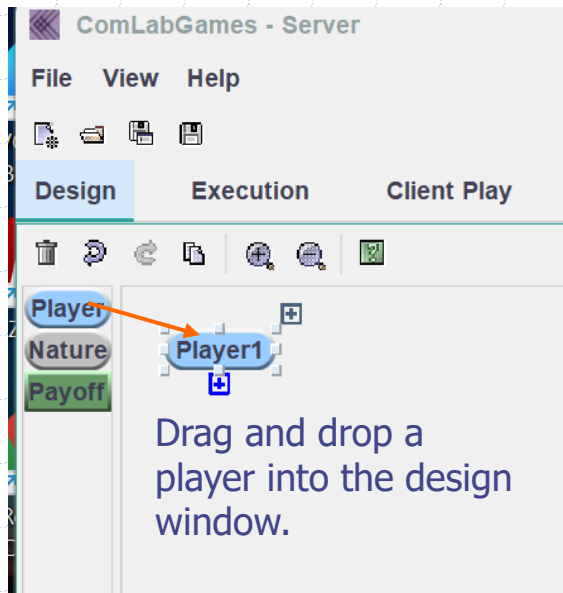 ComLabGames - Server
File View Help
Design Execution Client Play
Player
Nature
Payoff
Player1
Drag and drop a
player into the design
window.